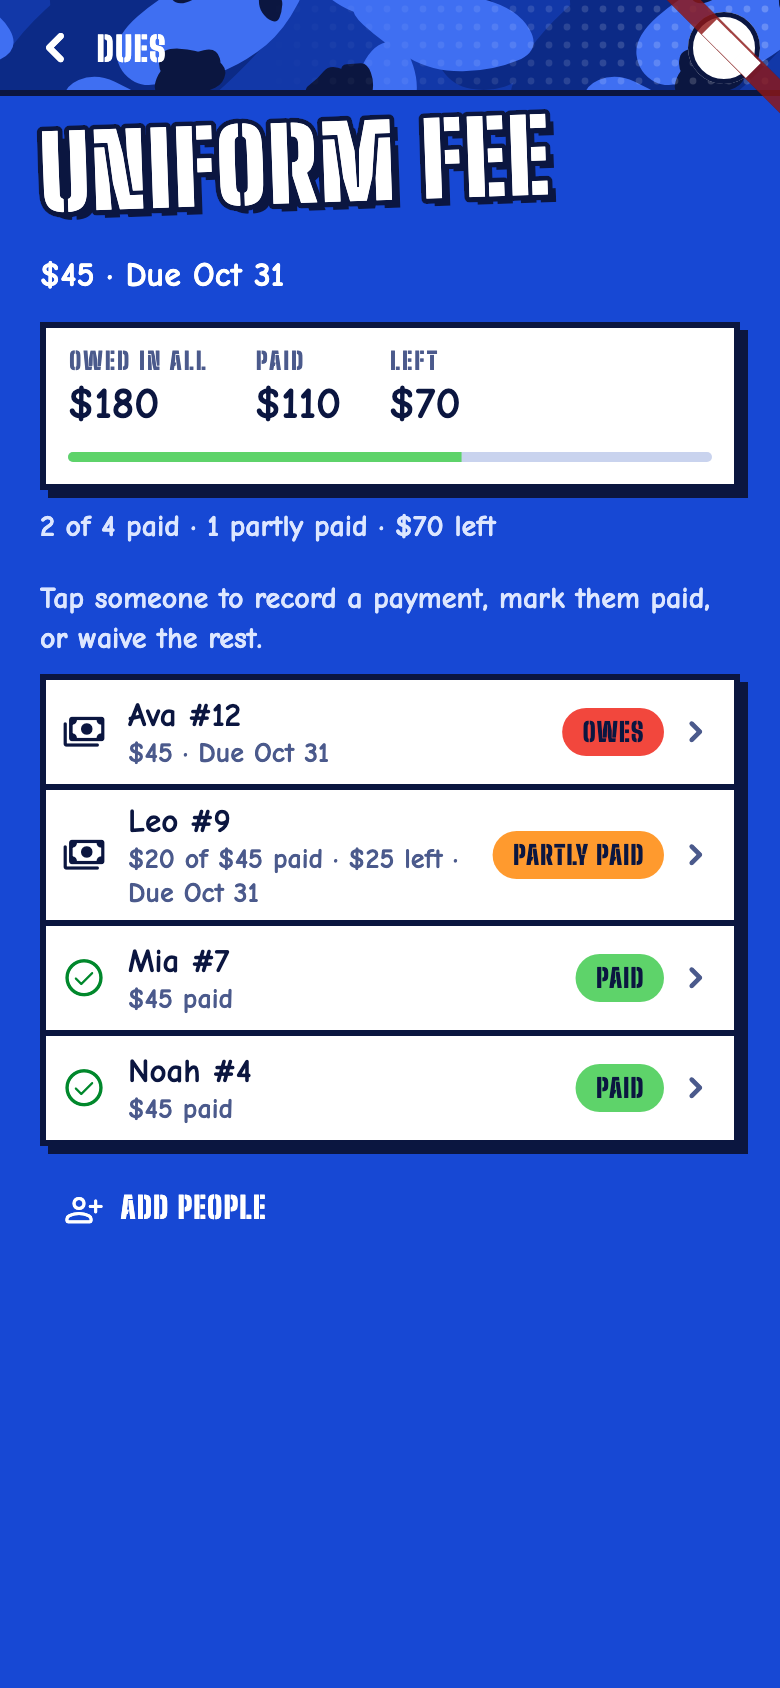 DUES
UNIFORM FEE
$45 · Due Oct 31
OWED IN ALL PAID LEFT
$180 $110 $70
2 of 4 paid · 1 partly paid · $70 left
Tap someone to record a payment, mark them paid,
or waive the rest.
Ava #12
$45 · Due Oct 31
OWES
Leo #9
$20 of $45 paid · $25 left ·
Due Oct 31
PARTLY PAID
Mia #7
$45 paid
PAID
Noah #4
$45 paid
PAID
ADD PEOPLE